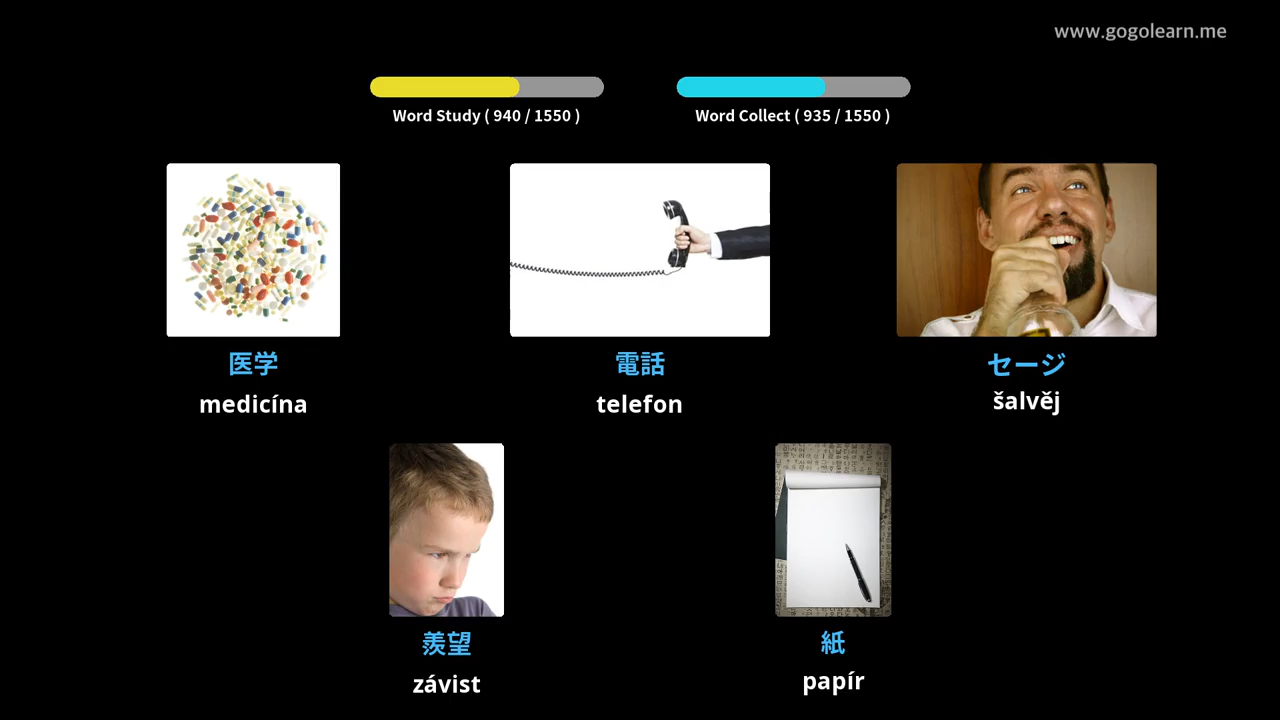 www.gogolearn.me
Word Study ( 940 / 1550 )
Word Collect ( 935 / 1550 )
医学
電話
セージ
medicína
telefon
šalvěj
羨望
紙
závist
papír